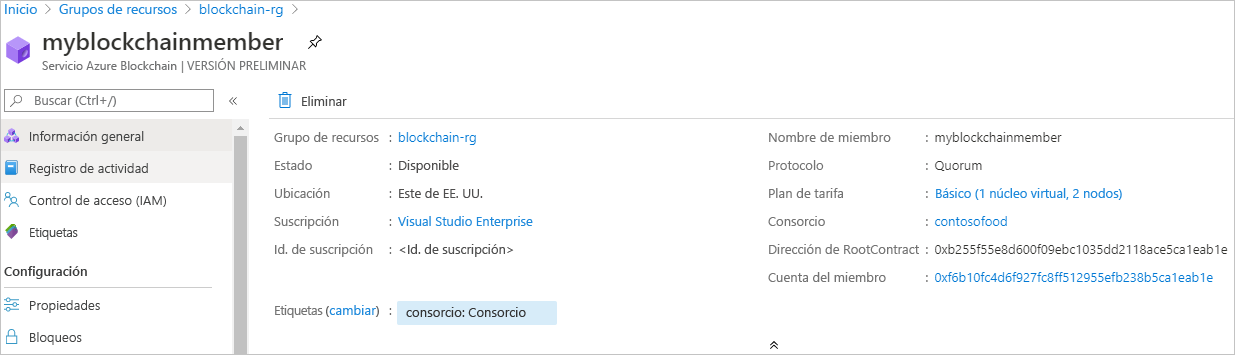 Inicio > Grupos de recursos > blockchain-rg >
myblockchainmember
Servicio Azure Blockchain | VERSIÓN PRELIMINAR
Buscar (Ctrl+/)
«
Eliminar
Información general
Registro de actividad
Control de acceso (IAM)
Etiquetas
Configuración
Propiedades
Bloqueos
Grupo de recursos : blockchain-rg
Estado : Disponible
Ubicación : Este de EE. UU.
Suscripción : Visual Studio Enterprise
Id. de suscripción : <Id. de suscripción>
Etiquetas (cambiar) : consorcio: Consorcio
Nombre de miembro : myblockchainmember
Protocolo : Quorum
Plan de tarifa : Básico (1 núcleo virtual, 2 nodos)
Consorcio : contosofood
Dirección de RootContract : 0xb255f55e8d600f09ebc1035dd2118ace5ca1eab1e
Cuenta del miembro : 0xf6b10fc4d6f927fc8ff512955efb238b5ca1eab1e